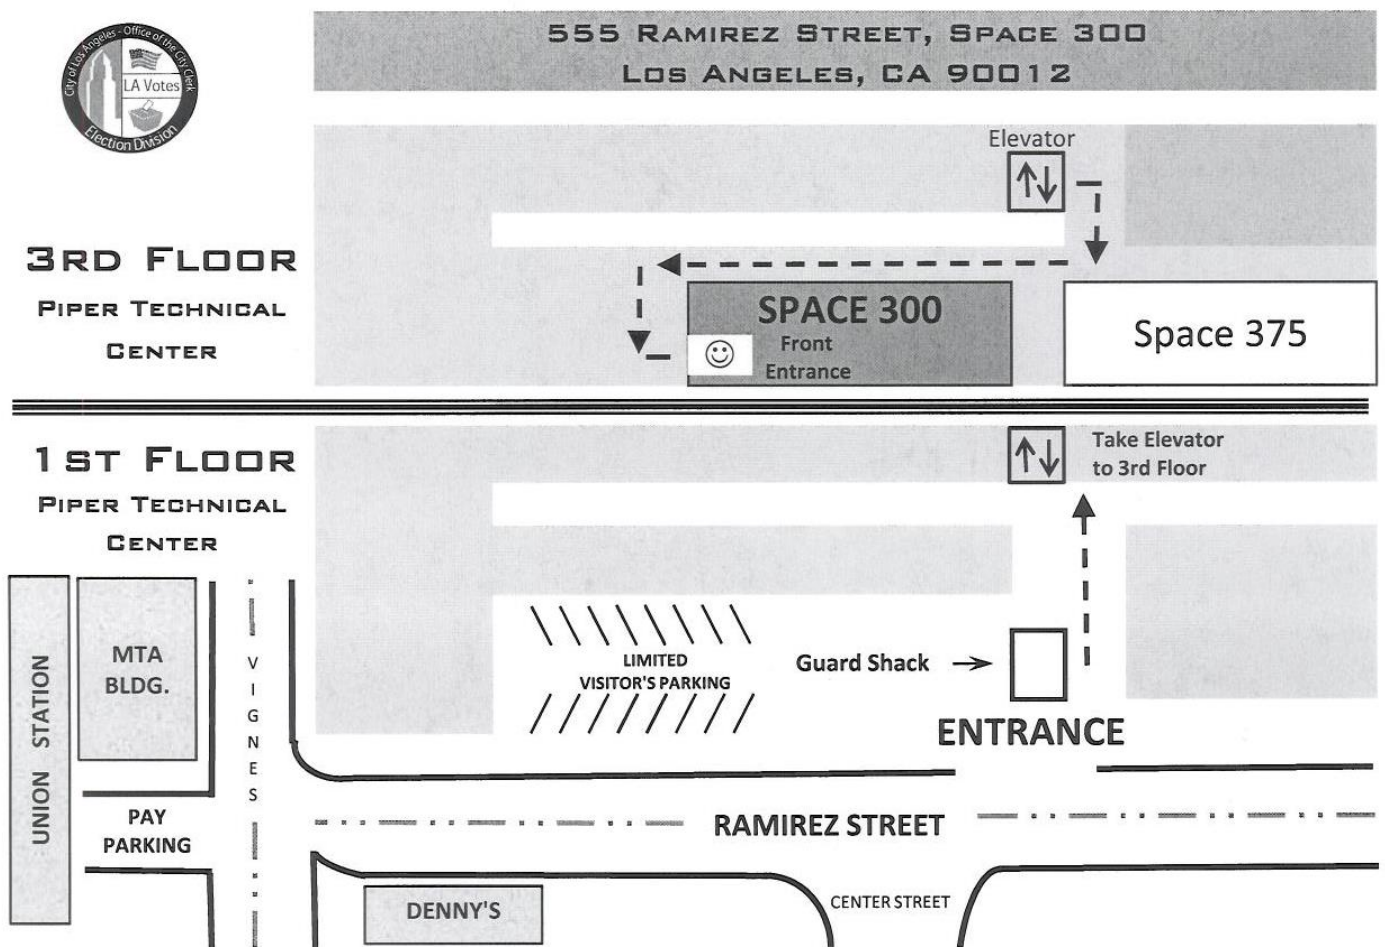 555 RAMIREZ STREET, SPACE 300
LOS ANGELES, CA 90012
City of Los Angeles - Office of the City Clerk
LA Votes
Election Division
Elevator
3RD FLOOR
PIPER TECHNICAL
CENTER
SPACE 300
Front
Entrance
Space 375
1ST FLOOR
PIPER TECHNICAL
CENTER
Take Elevator
to 3rd Floor
UNION STATION
MTA
BLDG.
VIGNES
LIMITED
VISITOR'S PARKING
Guard Shack
ENTRANCE
PAY
PARKING
RAMIREZ STREET
DENNY'S
CENTER STREET